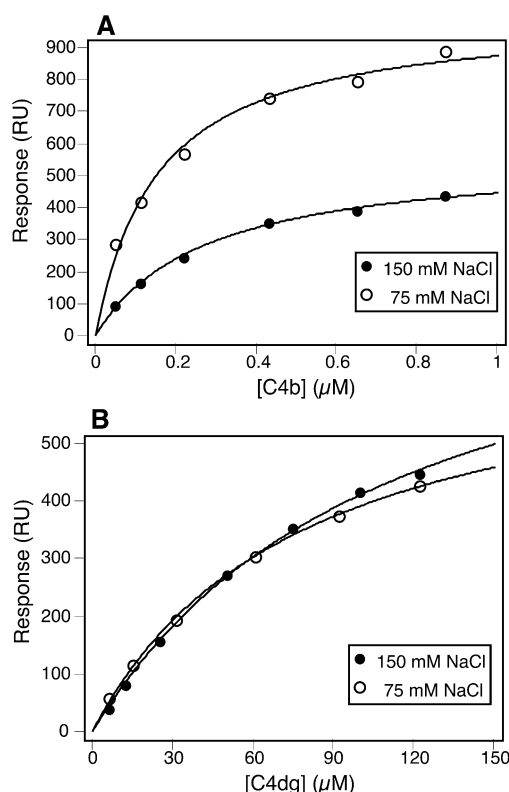 A
900
800
700
600
500
400
300
200
100
0
Response (RU)
150 mM NaCl
75 mM NaCl
0 0.2 0.4 0.6 0.8 1
[C4b] (µM)
B
500
400
300
200
100
0
Response (RU)
150 mM NaCl
75 mM NaCl
0 30 60 90 120 150
[C4dg] (µM)